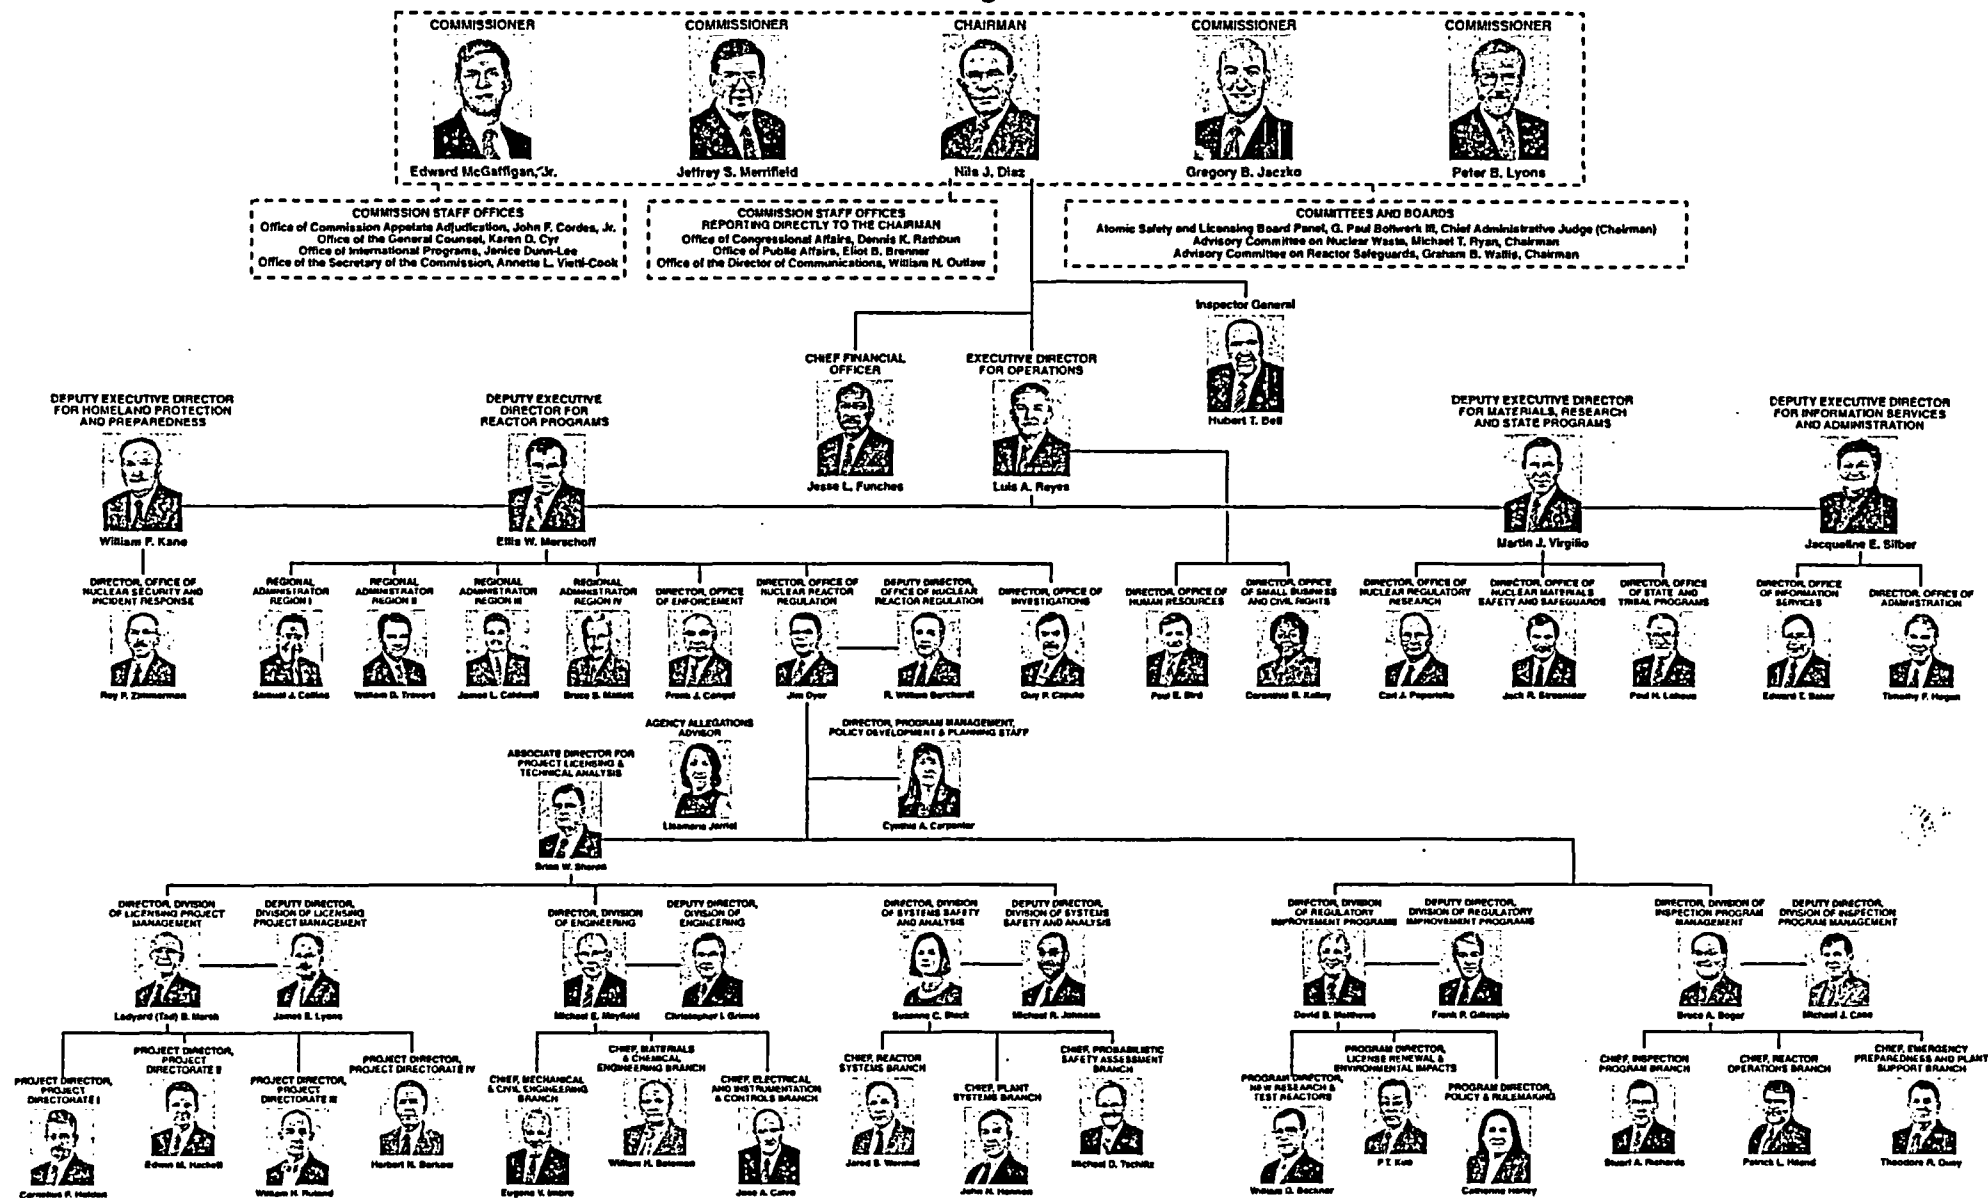 COMMISSIONER
Edward McGaffigan, Jr.
COMMISSIONER
Jeffrey S. Merrifield
CHAIRMAN
Nils J. Diaz
COMMISSIONER
Gregory B. Jaczko
COMMISSIONER
Peter B. Lyons
COMMISSION STAFF OFFICES
Office of Commission Appelate Adjudication, John F. Cordes, Jr.
Office of the General Counsel, Karen D. Cyr
Office of International Programs, Janice Dunn-Lee
Office of the Secretary of the Commission, Annette L. Vietti-Cook
COMMISSION STAFF OFFICES
REPORTING DIRECTLY TO THE CHAIRMAN
Office of Congressional Affairs, Dennis K. Rathbun
Office of Public Affairs, Eliot B. Brenner
Office of the Director of Communications, William N. Outlaw
COMMITTEES AND BOARDS
Atomic Safety and Licensing Board Panel, G. Paul Bollwerk III, Chief Administrative Judge (Chairman)
Advisory Committee on Nuclear Waste, Michael T. Ryan, Chairman
Advisory Committee on Reactor Safeguards, Graham B. Wallis, Chairman
Inspector General
Hubert T. Bell
CHIEF FINANCIAL
OFFICER
Jesse L. Funches
EXECUTIVE DIRECTOR
FOR OPERATIONS
Luis A. Reyes
DEPUTY EXECUTIVE DIRECTOR
FOR HOMELAND PROTECTION
AND PREPAREDNESS
William F. Kane
DEPUTY EXECUTIVE
DIRECTOR FOR
REACTOR PROGRAMS
Ellis W. Merschoff
DEPUTY EXECUTIVE DIRECTOR
FOR MATERIALS, RESEARCH
AND STATE PROGRAMS
Martin J. Virgilio
DEPUTY EXECUTIVE DIRECTOR
FOR INFORMATION SERVICES
AND ADMINISTRATION
Jacqueline E. Silber
DIRECTOR, OFFICE OF
NUCLEAR SECURITY AND
INCIDENT RESPONSE
Roy P. Zimmerman
REGIONAL
ADMINISTRATOR
REGION I
Samuel J. Collins
REGIONAL
ADMINISTRATOR
REGION II
William D. Travers
REGIONAL
ADMINISTRATOR
REGION III
James L. Caldwell
REGIONAL
ADMINISTRATOR
REGION IV
Bruce S. Mallett
DIRECTOR, OFFICE
OF ENFORCEMENT
Frank J. Congel
DIRECTOR, OFFICE OF
NUCLEAR REACTOR
REGULATION
Jim Dyer
DEPUTY DIRECTOR,
OFFICE OF NUCLEAR
REACTOR REGULATION
R. William Borchardt
DIRECTOR, OFFICE OF
INVESTIGATIONS
Guy P. Caputo
DIRECTOR, OFFICE OF
HUMAN RESOURCES
Paul E. Bird
DIRECTOR, OFFICE
OF SMALL BUSINESS
AND CIVIL RIGHTS
Corenthis B. Kelley
DIRECTOR, OFFICE OF
NUCLEAR REGULATORY
RESEARCH
Carl J. Paperiello
DIRECTOR, OFFICE OF
NUCLEAR MATERIALS
SAFETY AND SAFEGUARDS
Jack R. Strosnider
DIRECTOR, OFFICE
OF STATE AND
TRIBAL PROGRAMS
Paul H. Lohaus
DIRECTOR, OFFICE
OF INFORMATION
SERVICES
Edward T. Baker
DIRECTOR, OFFICE OF
ADMINISTRATION
Timothy F. Hagan
AGENCY ALLEGATIONS
ADVISOR
Lisamarie Jarriel
DIRECTOR, PROGRAM MANAGEMENT,
POLICY DEVELOPMENT & PLANNING STAFF
Cynthia A. Carpenter
ASSOCIATE DIRECTOR FOR
PROJECT LICENSING &
TECHNICAL ANALYSIS
Brian W. Sheron
DIRECTOR, DIVISION
OF LICENSING PROJECT
MANAGEMENT
Ledyard (Tad) B. Marsh
DEPUTY DIRECTOR,
DIVISION OF LICENSING
PROJECT MANAGEMENT
James E. Lyons
DIRECTOR, DIVISION
OF ENGINEERING
Michael E. Mayfield
DEPUTY DIRECTOR,
DIVISION OF
ENGINEERING
Christopher I. Grimes
DIRECTOR, DIVISION
OF SYSTEMS SAFETY
AND ANALYSIS
Suzanne C. Black
DEPUTY DIRECTOR,
DIVISION OF SYSTEMS
SAFETY AND ANALYSIS
Michael R. Johnson
DIRECTOR, DIVISION
OF REGULATORY
IMPROVEMENT PROGRAMS
David B. Matthews
DEPUTY DIRECTOR,
DIVISION OF REGULATORY
IMPROVEMENT PROGRAMS
Frank P. Gillespie
DIRECTOR, DIVISION OF
INSPECTION PROGRAM
MANAGEMENT
Bruce A. Boger
DEPUTY DIRECTOR,
DIVISION OF INSPECTION
PROGRAM MANAGEMENT
Michael J. Case
PROJECT DIRECTOR,
PROJECT
DIRECTORATE I
Cornelius F. Holden
PROJECT DIRECTOR,
PROJECT
DIRECTORATE II
Edwin M. Hackett
PROJECT DIRECTOR,
PROJECT
DIRECTORATE III
William H. Ruland
PROJECT DIRECTOR,
PROJECT DIRECTORATE IV
Herbert N. Berkow
CHIEF, MECHANICAL
& CIVIL ENGINEERING
BRANCH
Eugene V. Imbro
CHIEF, MATERIALS
& CHEMICAL
ENGINEERING BRANCH
William H. Bateman
CHIEF, ELECTRICAL
AND INSTRUMENTATION
& CONTROLS BRANCH
Jose A. Calvo
CHIEF, REACTOR
SYSTEMS BRANCH
Jared S. Wermiel
CHIEF, PLANT
SYSTEMS BRANCH
John N. Hannon
CHIEF, PROBABILISTIC
SAFETY ASSESSMENT
BRANCH
Michael D. Tschiltz
PROGRAM DIRECTOR,
NEW RESEARCH &
TEST REACTORS
William D. Beckner
PROGRAM DIRECTOR,
LICENSE RENEWAL &
ENVIRONMENTAL IMPACTS
P.T. Kuo
PROGRAM DIRECTOR,
POLICY & RULEMAKING
Catherine Haney
CHIEF, INSPECTION
PROGRAM BRANCH
Stuart A. Richards
CHIEF, REACTOR
OPERATIONS BRANCH
Patrick L. Hiland
CHIEF, EMERGENCY
PREPAREDNESS AND PLANT
SUPPORT BRANCH
Theodore R. Quay